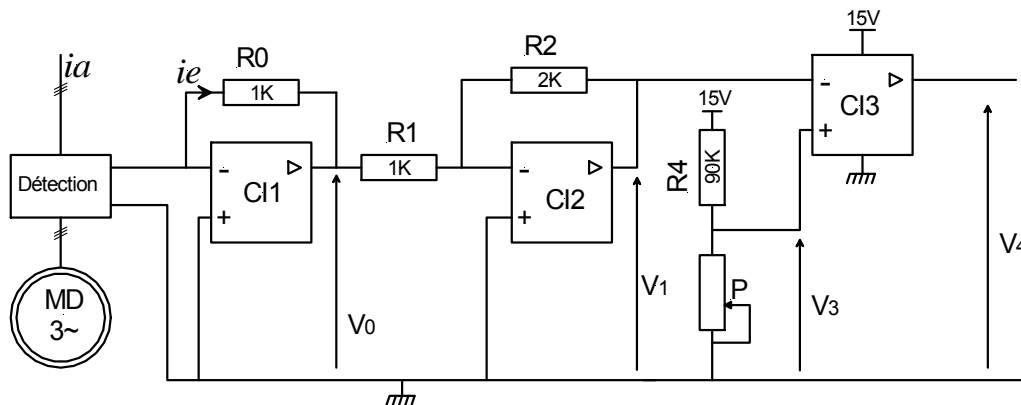 ia
ie
R0
1K
R1
1K
R2
2K
15V
15V
Détection
-
+
CI1
-
+
CI2
-
+
CI3
R4
90K
P
MD
3~
V0
V1
V3
V4